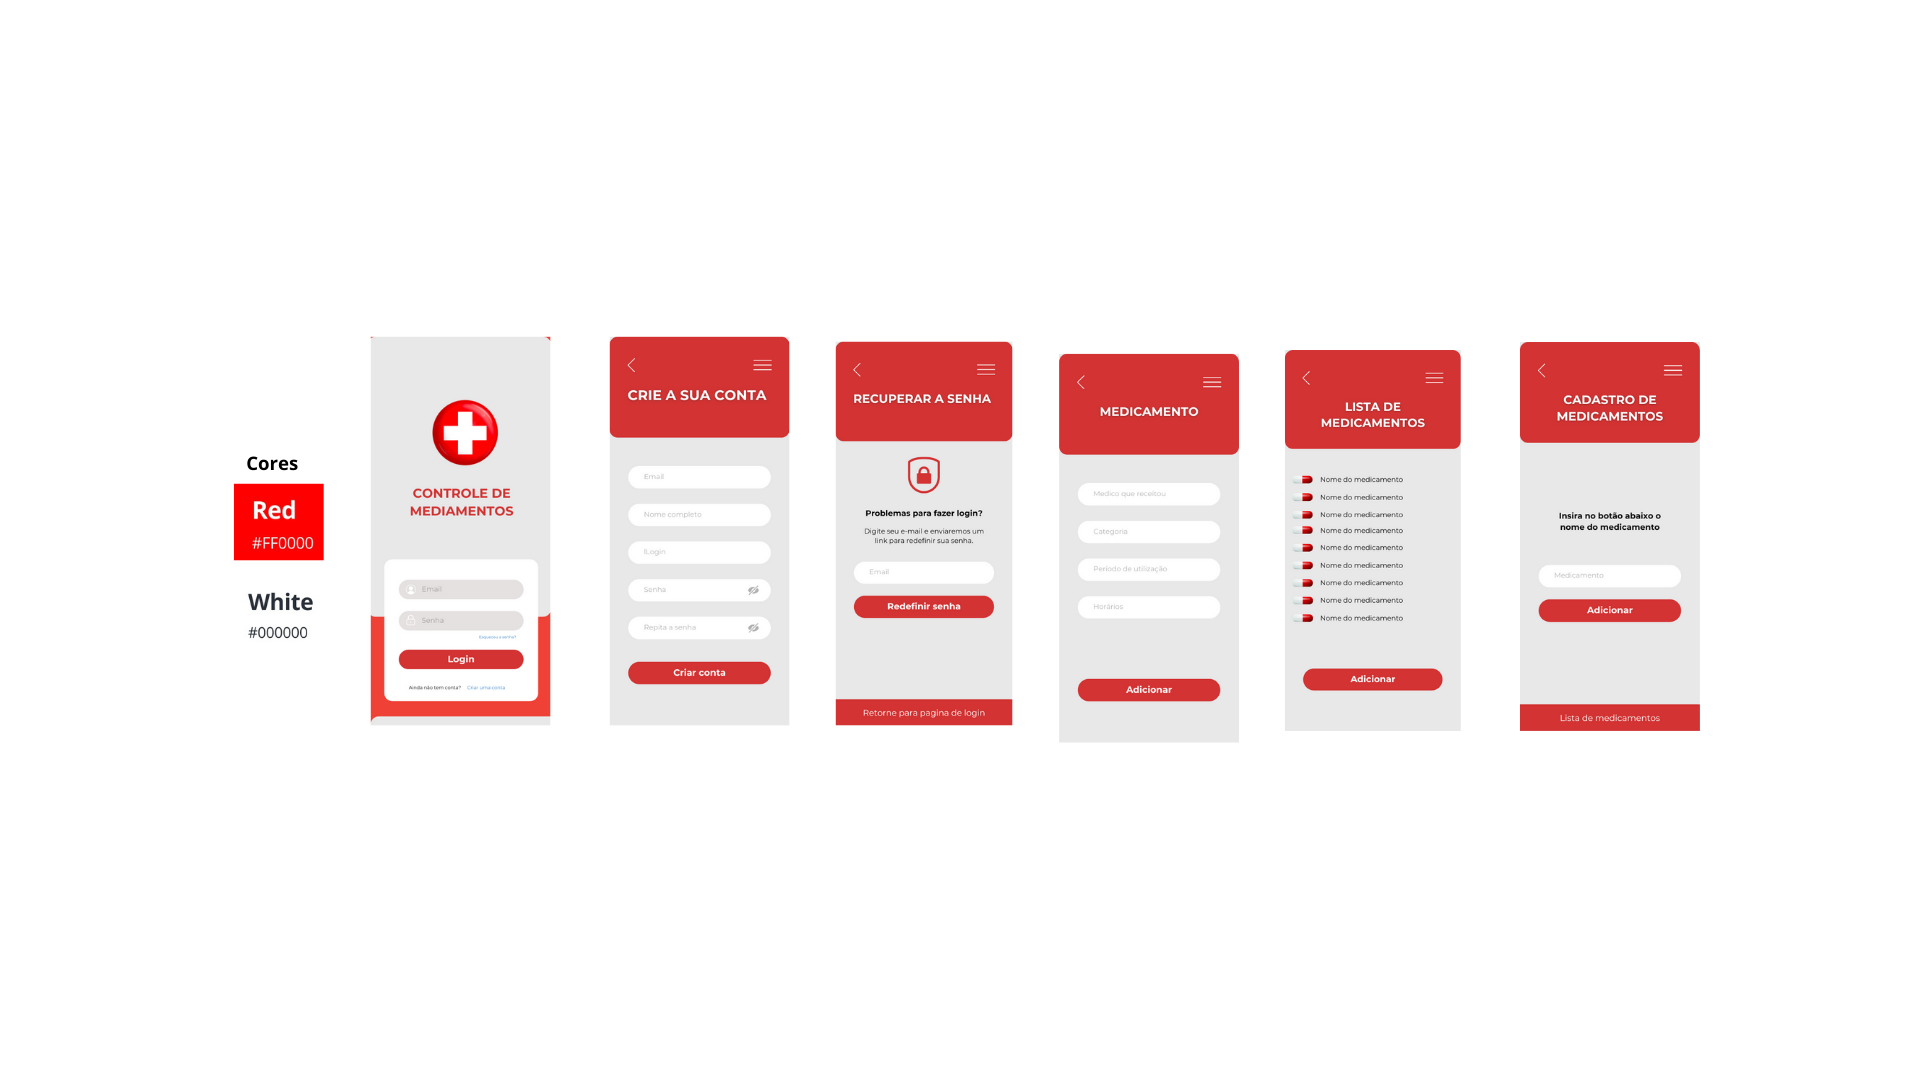 Cores
Red
#FF0000
White
#000000
CONTROLE DE
MEDIAMENTOS
Email
Senha
Esqueceu a senha?
Login
Ainda não tem conta? Criar uma conta
CRIE A SUA CONTA
Email
Nome completo
lLogin
Senha
Repita a senha
Criar conta
RECUPERAR A SENHA
Problemas para fazer login?
Digite seu e-mail e enviaremos um
link para redefinir sua senha.
Email
Redefinir senha
Retorne para pagina de login
MEDICAMENTO
Medico que receitou
Categoria
Período de utilização
Horários
Adicionar
LISTA DE
MEDICAMENTOS
Nome do medicamento
Nome do medicamento
Nome do medicamento
Nome do medicamento
Nome do medicamento
Nome do medicamento
Nome do medicamento
Nome do medicamento
Nome do medicamento
Adicionar
CADASTRO DE
MEDICAMENTOS
Insira no botão abaixo o
nome do medicamento
Medicamento
Adicionar
Lista de medicamentos